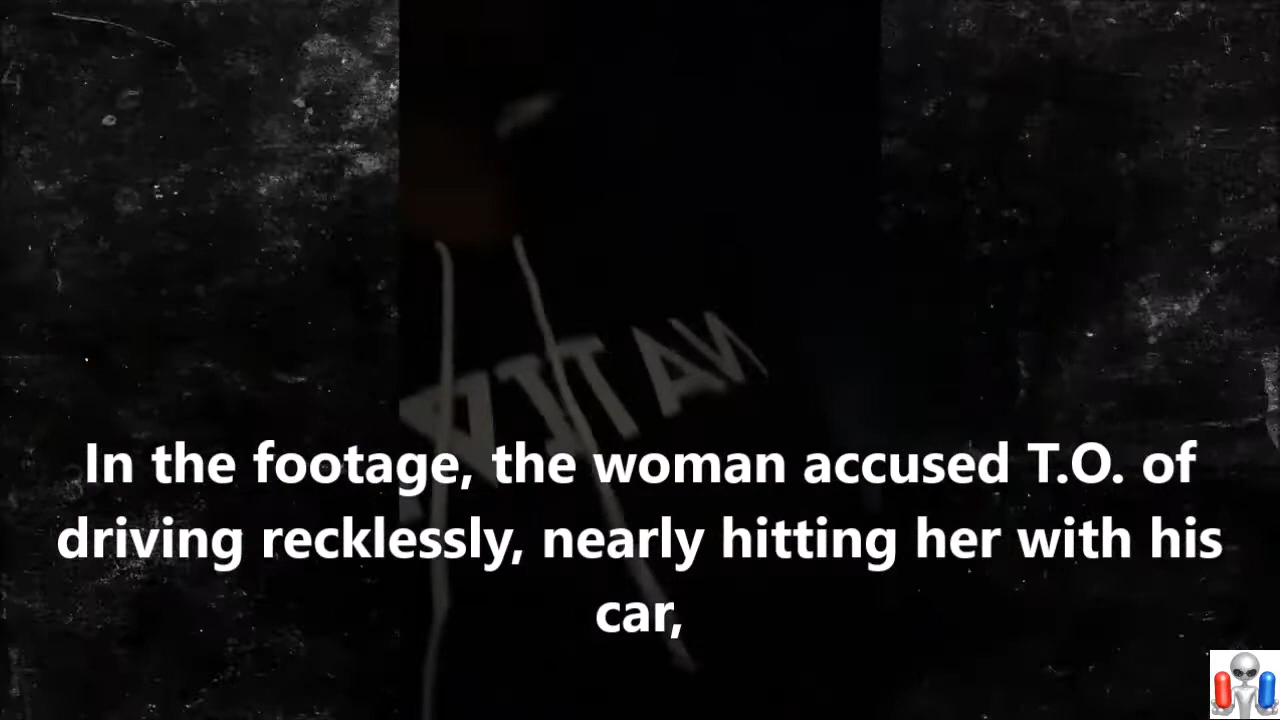 In the footage, the woman accused T.O. of
driving recklessly, nearly hitting her with his
car,